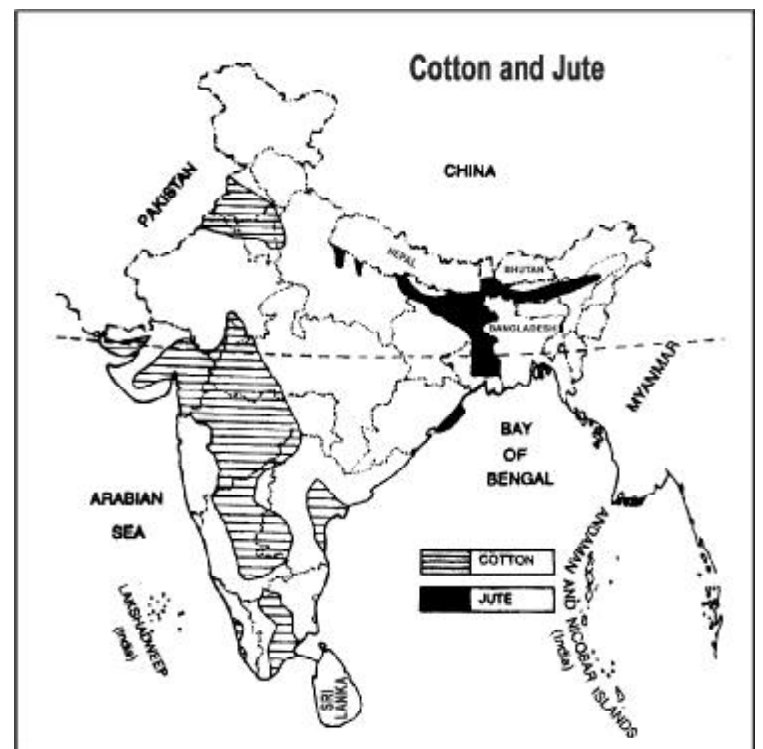 Cotton and Jute
CHINA
PAKISTAN
NEPAL
BHUTAN
BANGLADESH
MYANMAR
BAY
OF
BENGAL
ARABIAN
SEA
COTTON
JUTE
LAKSHADWEEP
(India)
ANDAMAN AND NICOBAR ISLANDS
(India)
SRI
LANKA